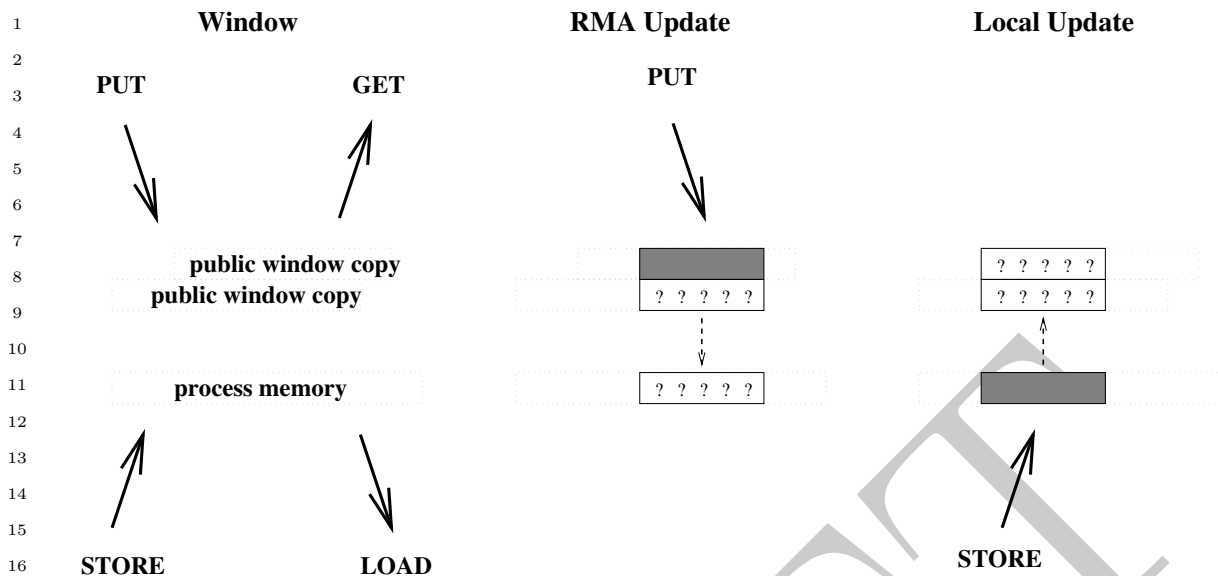 1 Window RMA Update Local Update
2
PUT GET PUT
3
4
5
6
7
public window copy ? ? ? ? ?
8
public window copy ? ? ? ? ? ? ? ? ? ?
9
10
11 process memory ? ? ? ? ?
12
13
14
15
16 STORE LOAD STORE